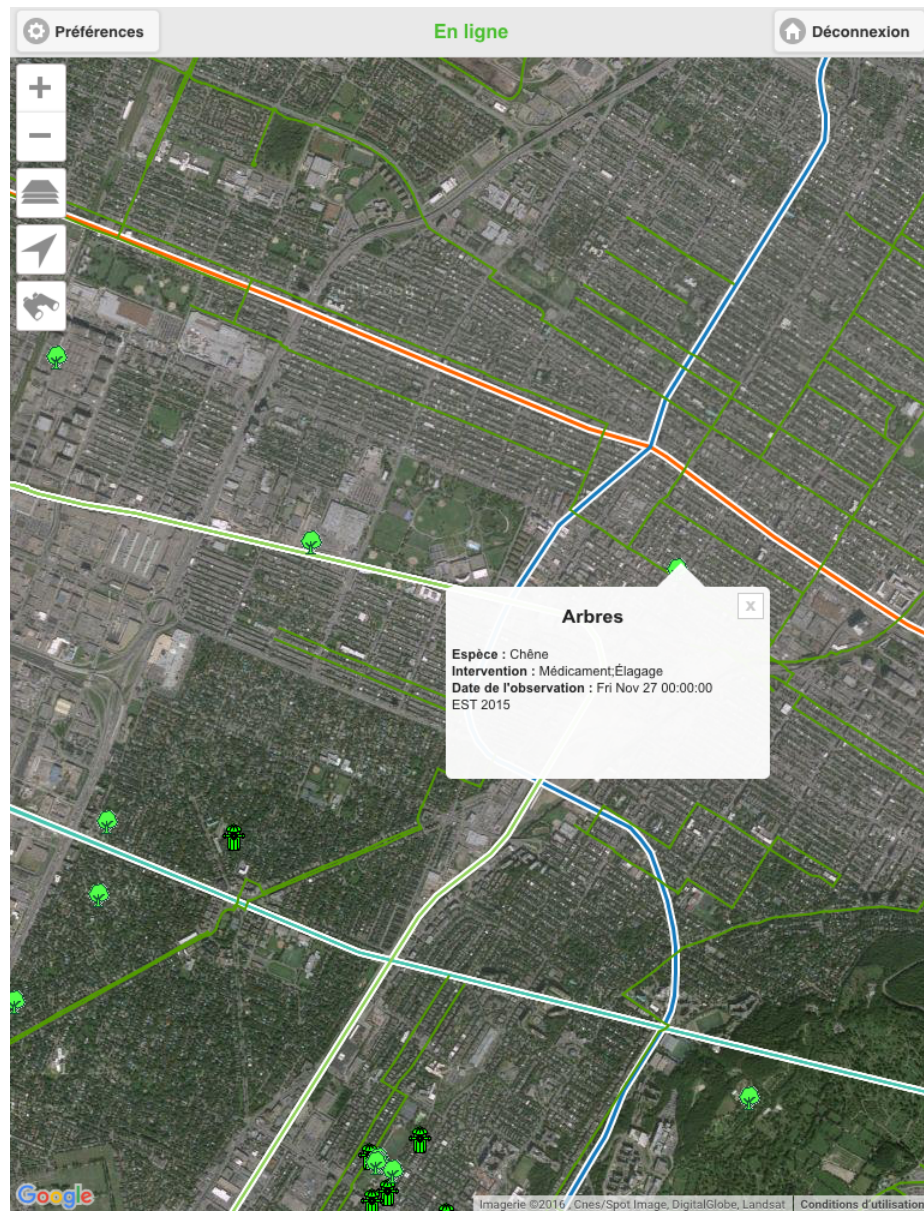 Préférences
En ligne
Déconnexion
+
−
Arbres
x
Espèce : Chêne
Intervention : Médicament;Élagage
Date de l'observation : Fri Nov 27 00:00:00
EST 2015
Google
Imagerie ©2016 , Cnes/Spot Image, DigitalGlobe, Landsat
Conditions d'utilisatio